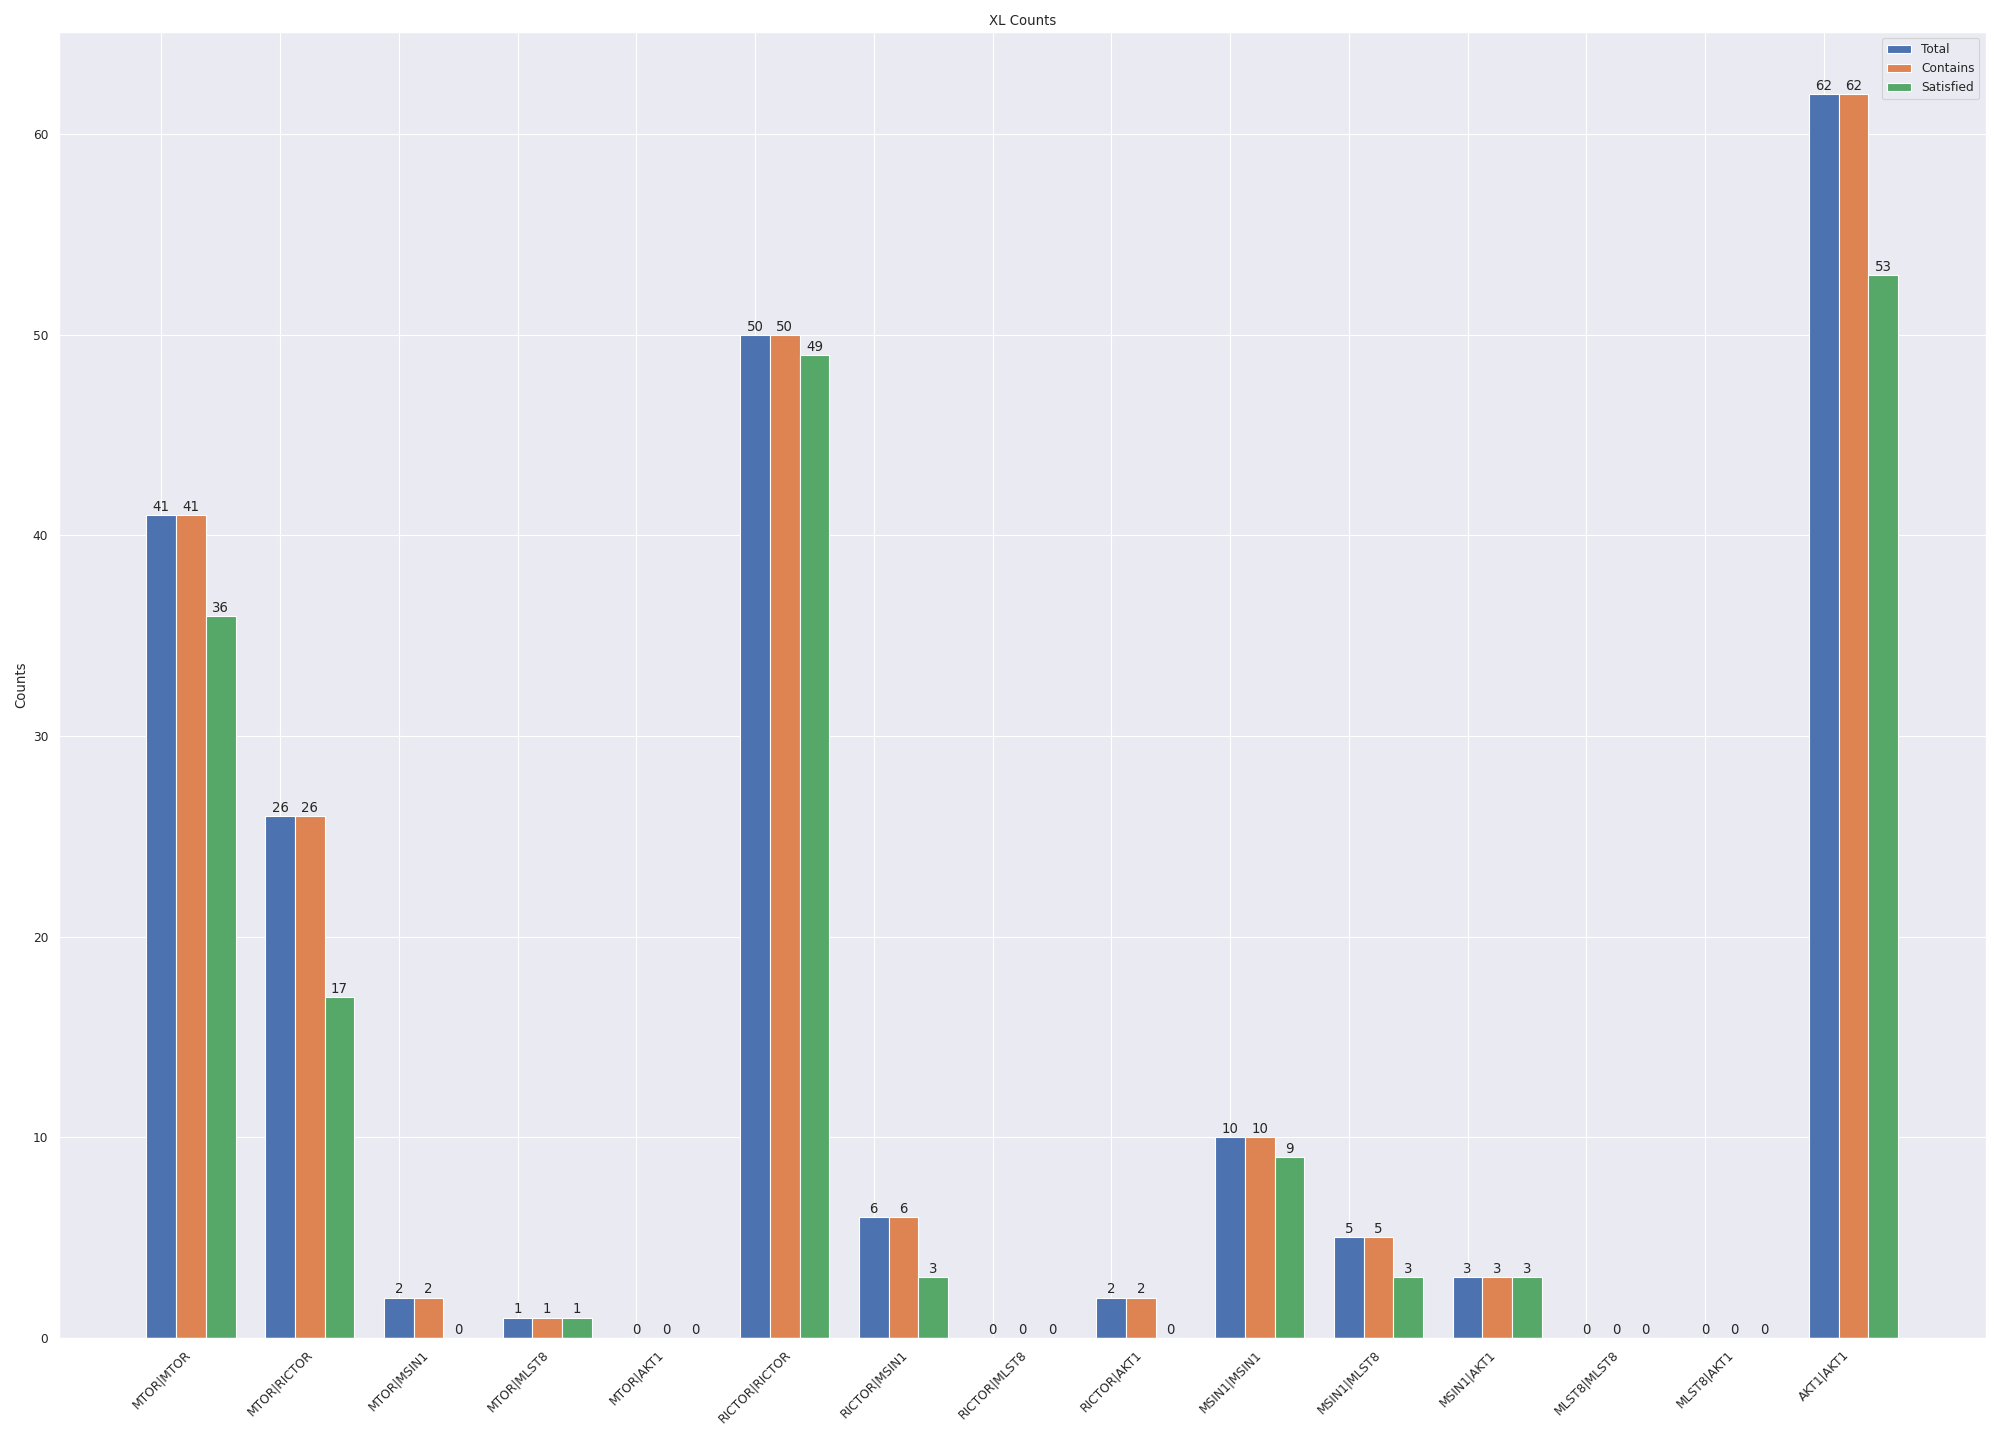 XL Counts
Total
Contains
Satisfied
Counts
60
50
40
30
20
10
0
41 41 36
26 26 17
2 2 0
1 1 1
0 0 0
50 50 49
6 6 3
0 0 0
2 2 0
10 10 9
5 5 3
3 3 3
0 0 0
0 0 0
62 62 53
MTOR|MTOR
MTOR|RICTOR
MTOR|MSIN1
MTOR|MLST8
MTOR|AKT1
RICTOR|RICTOR
RICTOR|MSIN1
RICTOR|MLST8
RICTOR|AKT1
MSIN1|MSIN1
MSIN1|MLST8
MSIN1|AKT1
MLST8|MLST8
MLST8|AKT1
AKT1|AKT1